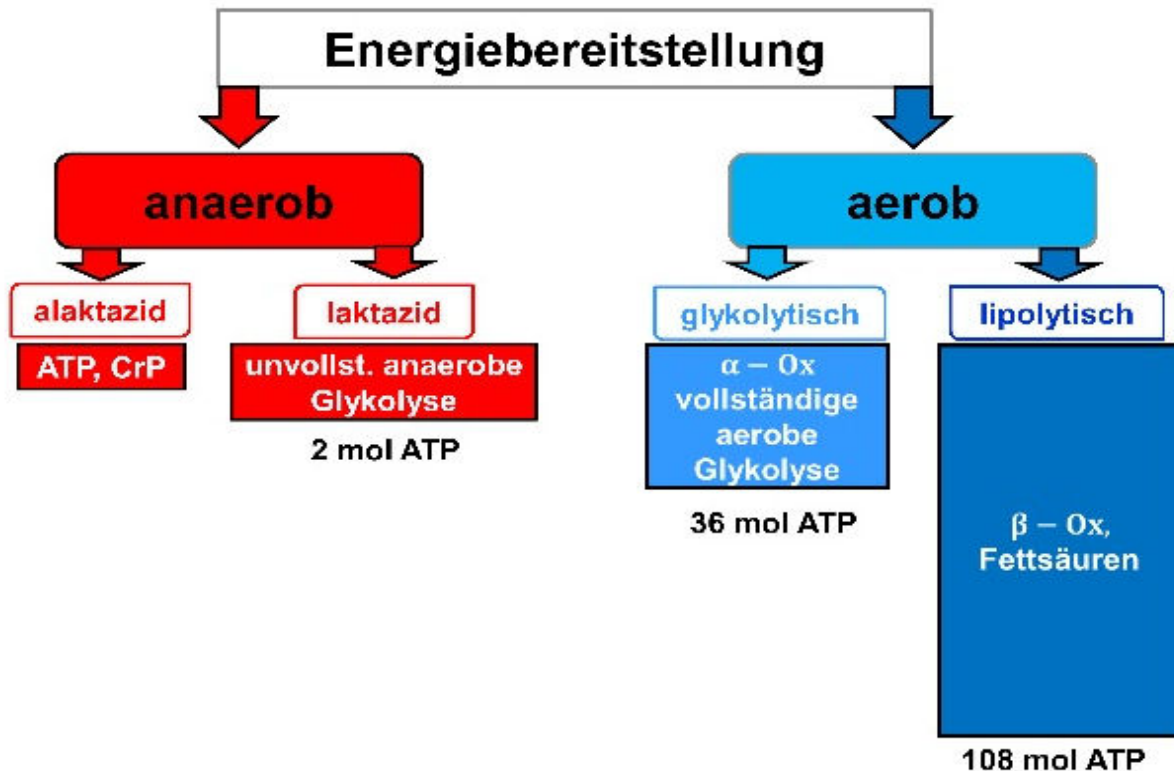 Energiebereitstellung
anaerob
aerob
alaktazid
laktazid
glykolytisch
lipolytisch
ATP, CrP
unvollst. anaerobe
Glykolyse
2 mol ATP
α – Ox
vollständige
aerobe
Glykolyse
36 mol ATP
β – Ox,
Fettsäuren
108 mol ATP